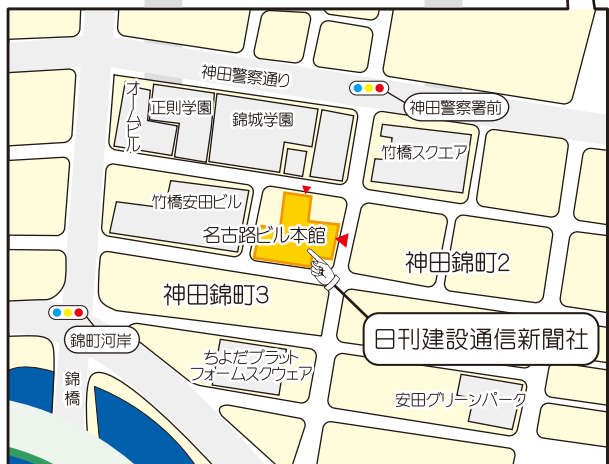 神田警察通り
オームビル
正則学園
錦城学園
神田警察署前
竹橋スクエア
竹橋安田ビル
名古路ビル本館
神田錦町2
神田錦町3
日刊建設通信新聞社
錦町河岸
ちよだプラット
フォームスクウェア
錦橋
安田グリーンパーク